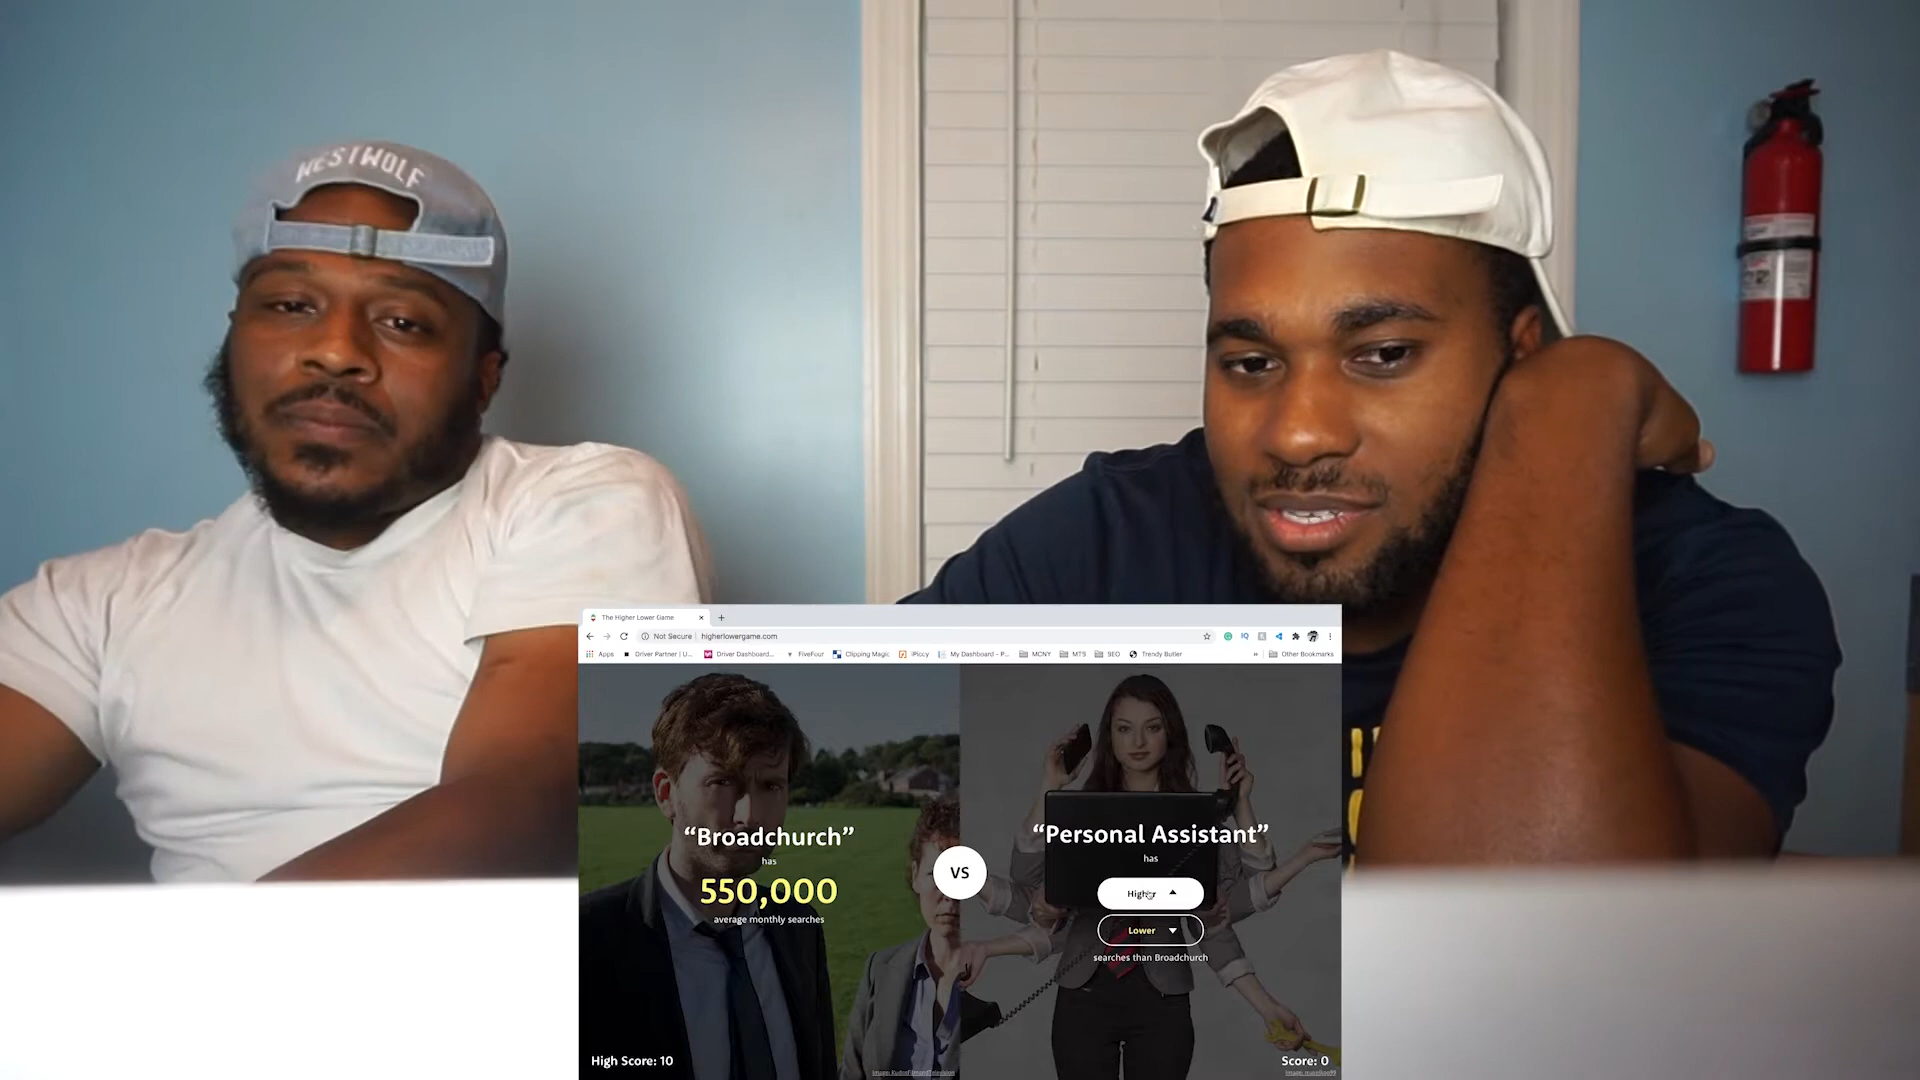 WESTWOLF
The Higher Lower Game
Not Secure | higherlowergame.com
Apps Driver Partner | U... Driver Dashboard... FiveFour Clipping Magic My Dashboard - P... MCNY MTS SEO Trendy Butler » Other Bookmarks
“Broadchurch”
has
550,000
average monthly searches
VS
“Personal Assistant”
has
Higher
Lower
searches than Broadchurch
High Score: 10
Score: 0